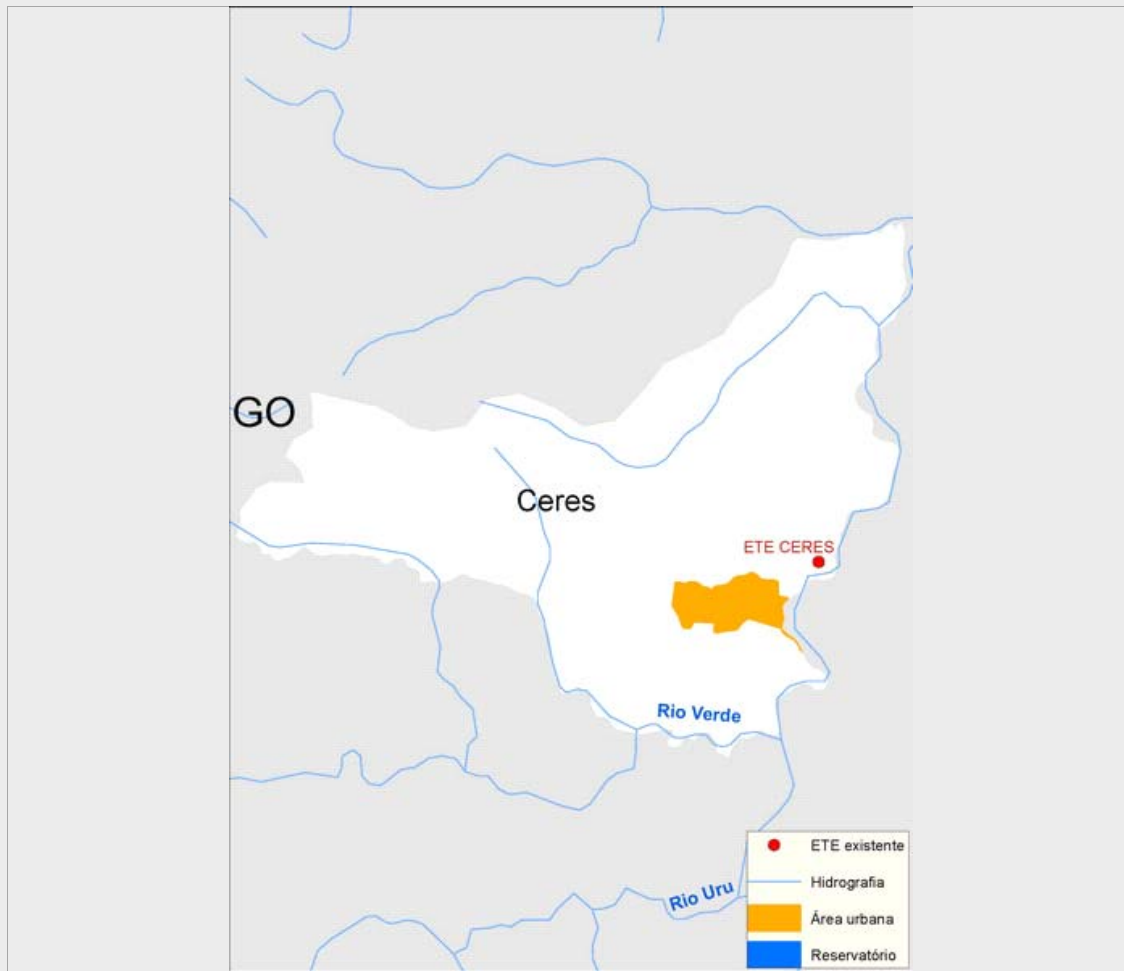 GO
Ceres
ETE CERES
Rio Verde
Rio Uru
ETE existente
Hidrografia
Área urbana
Reservatório